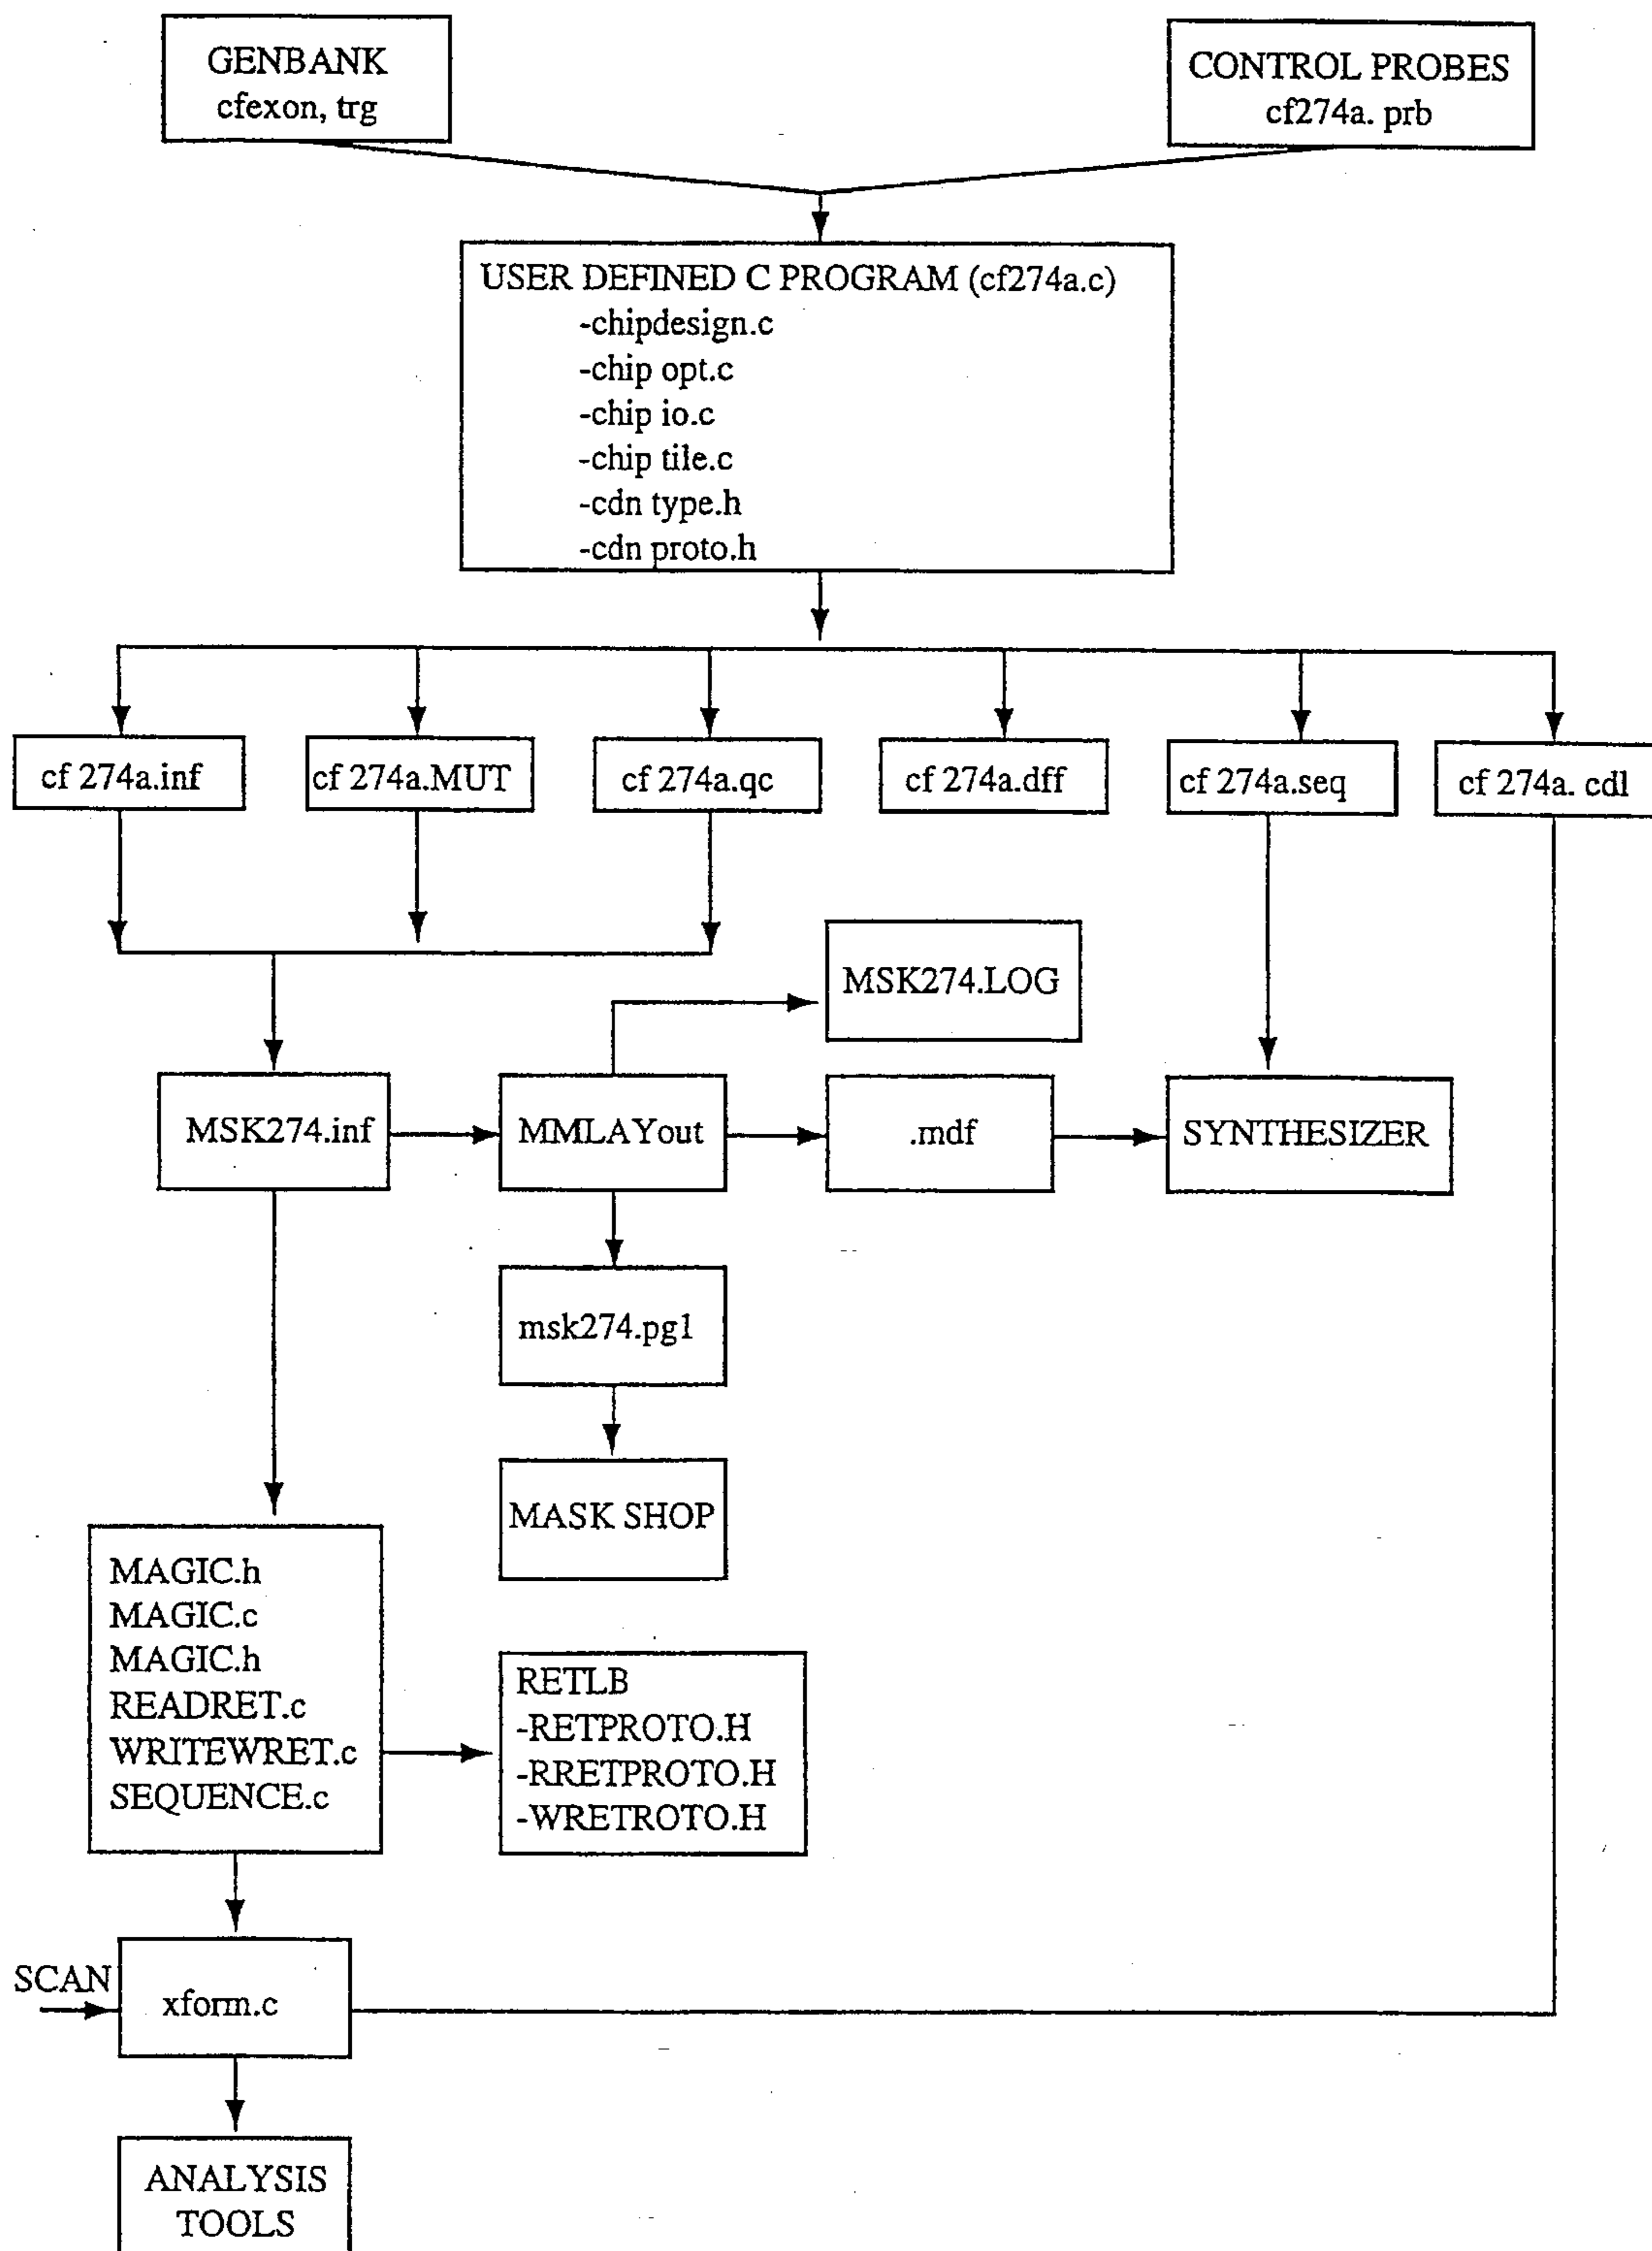 GENBANK
cfexon, trg
CONTROL PROBES
cf274a. prb
USER DEFINED C PROGRAM (cf274a.c)
-chipdesign.c
-chip opt.c
-chip io.c
-chip tile.c
-cdn type.h
-cdn proto.h
cf 274a.inf
cf 274a.MUT
cf 274a.qc
cf 274a.dff
cf 274a.seq
cf 274a. cdl
MSK274.LOG
MSK274.inf
MMLAYout
.mdf
SYNTHESIZER
msk274.pg1
MASK SHOP
MAGIC.h
MAGIC.c
MAGIC.h
READRET.c
WRITEWRET.c
SEQUENCE.c
RETLB
-RETPROTO.H
-RRETPROTO.H
-WRETROTO.H
SCAN
xform.c
ANALYSIS
TOOLS